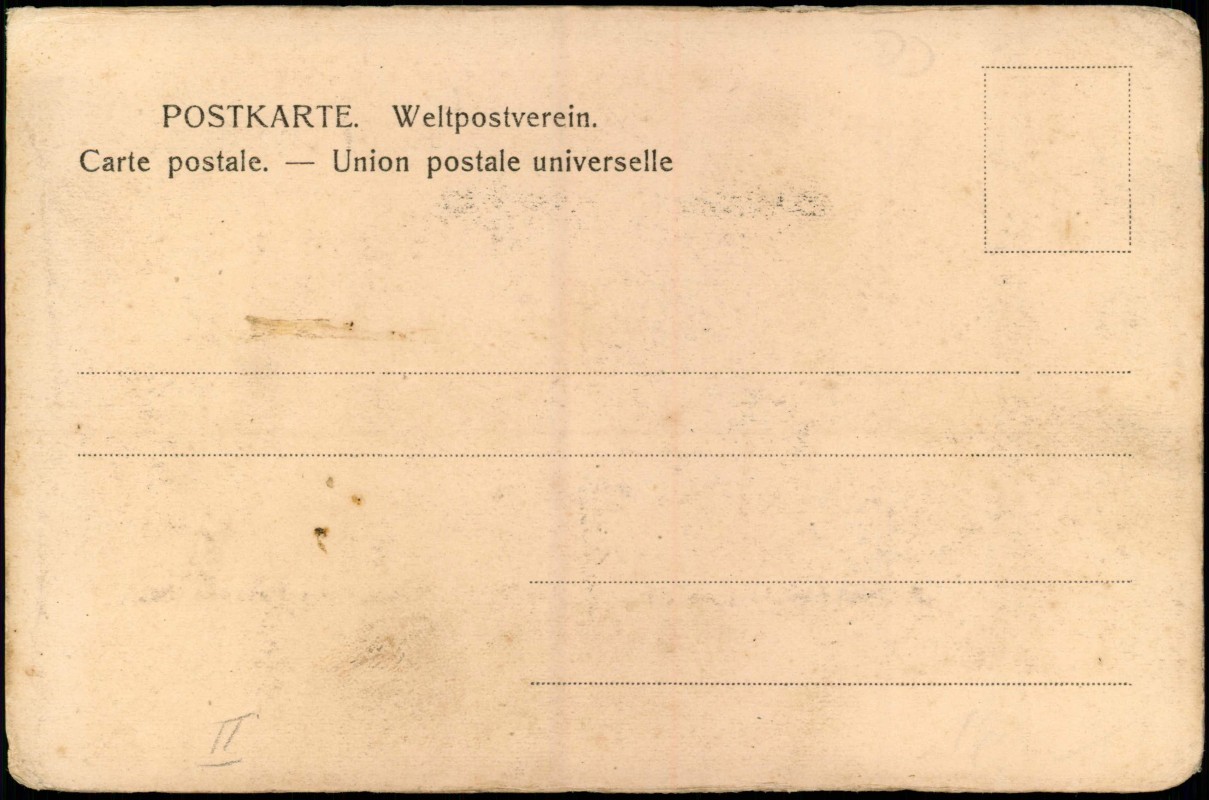 POSTKARTE. Weltpostverein.
Carte postale. — Union postale universelle
II